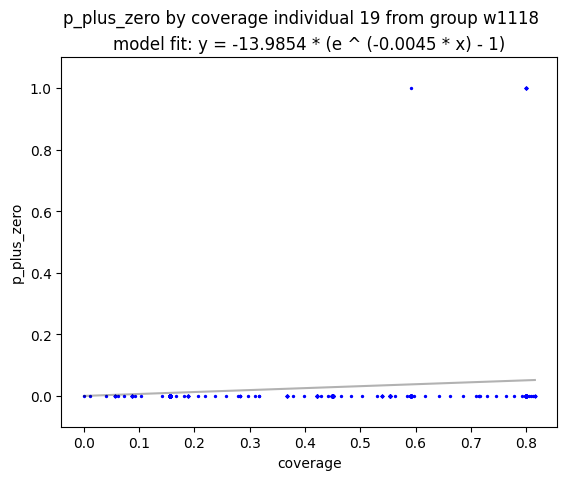 p_plus_zero by coverage individual 19 from group w1118
model fit: y = -13.9854 * (e ^ (-0.0045 * x) - 1)
1.0
0.8
0.6
0.4
0.2
0.0
p_plus_zero
0.0 0.1 0.2 0.3 0.4 0.5 0.6 0.7 0.8
coverage